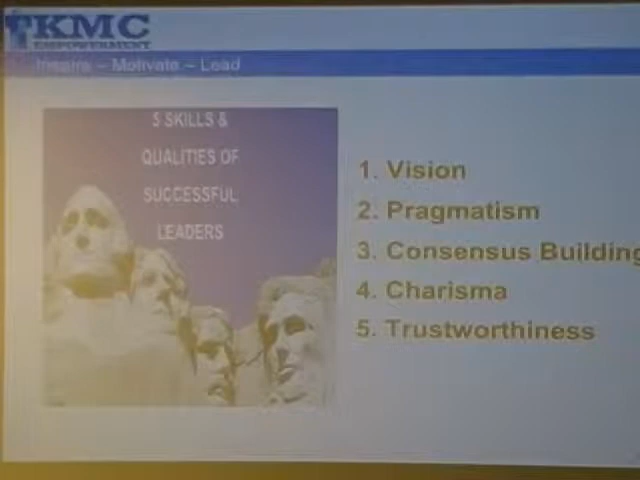 KMC
EMPOWERMENT
Inspire – Motivate – Lead
5 SKILLS &
QUALITIES OF
SUCCESSFUL
LEADERS
1. Vision
2. Pragmatism
3. Consensus Building
4. Charisma
5. Trustworthiness